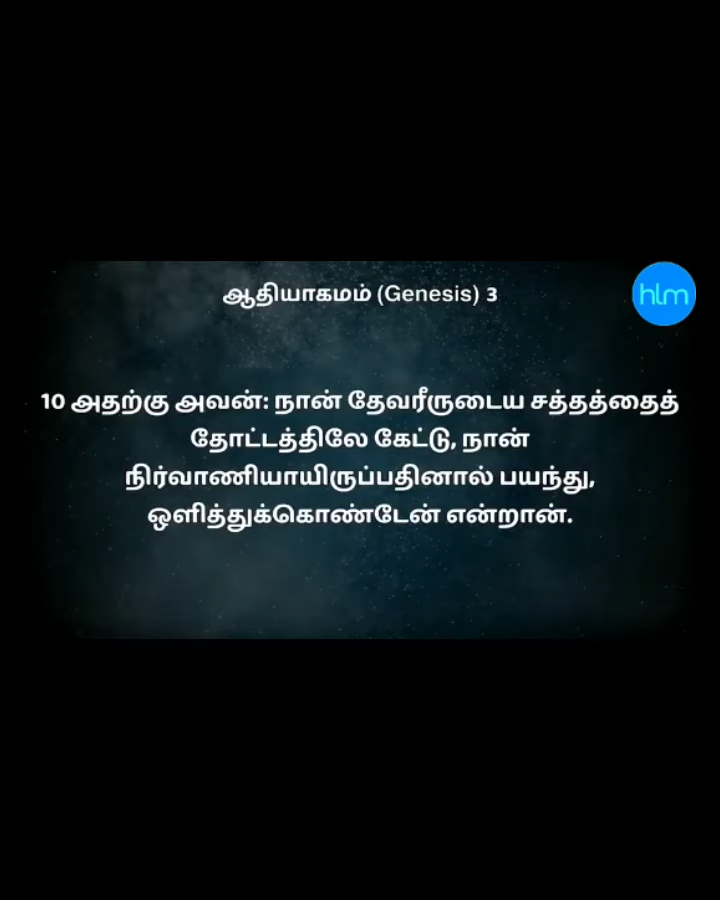 ஆதியாகமம் (Genesis) 3
hlm
10 அதற்கு அவன்: நான் தேவரீருடைய சத்தத்தைத்
தோட்டத்திலே கேட்டு, நான்
நிர்வாணியாயிருப்பதினால் பயந்து,
ஒளித்துக்கொண்டேன் என்றான்.